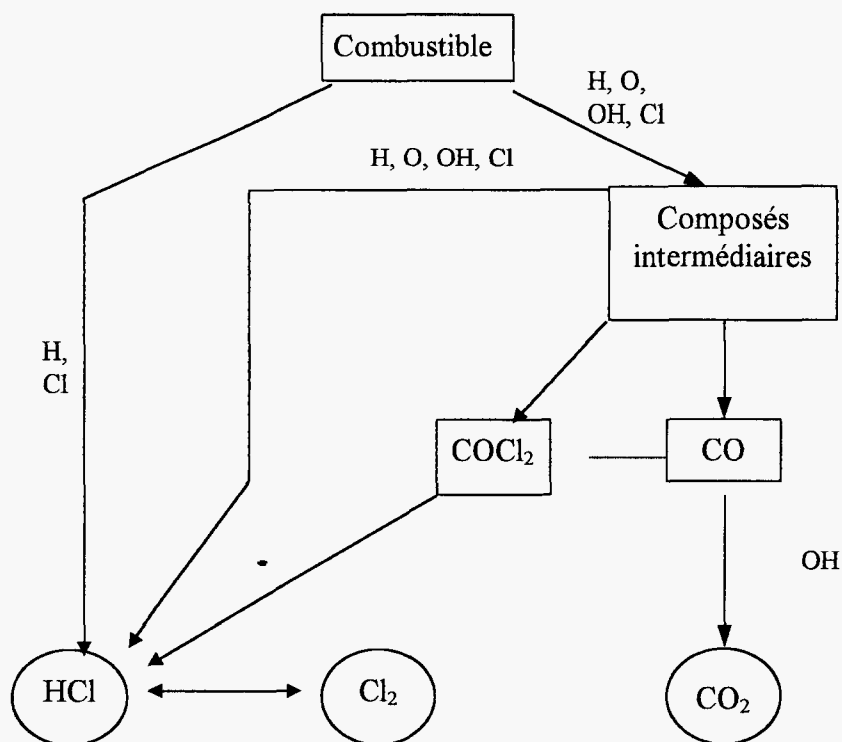 Combustible
H, O,
OH, Cl
H, O, OH, Cl
Composés
intermédiaires
H,
Cl
COCl₂
CO
OH
HCl
Cl₂
CO₂